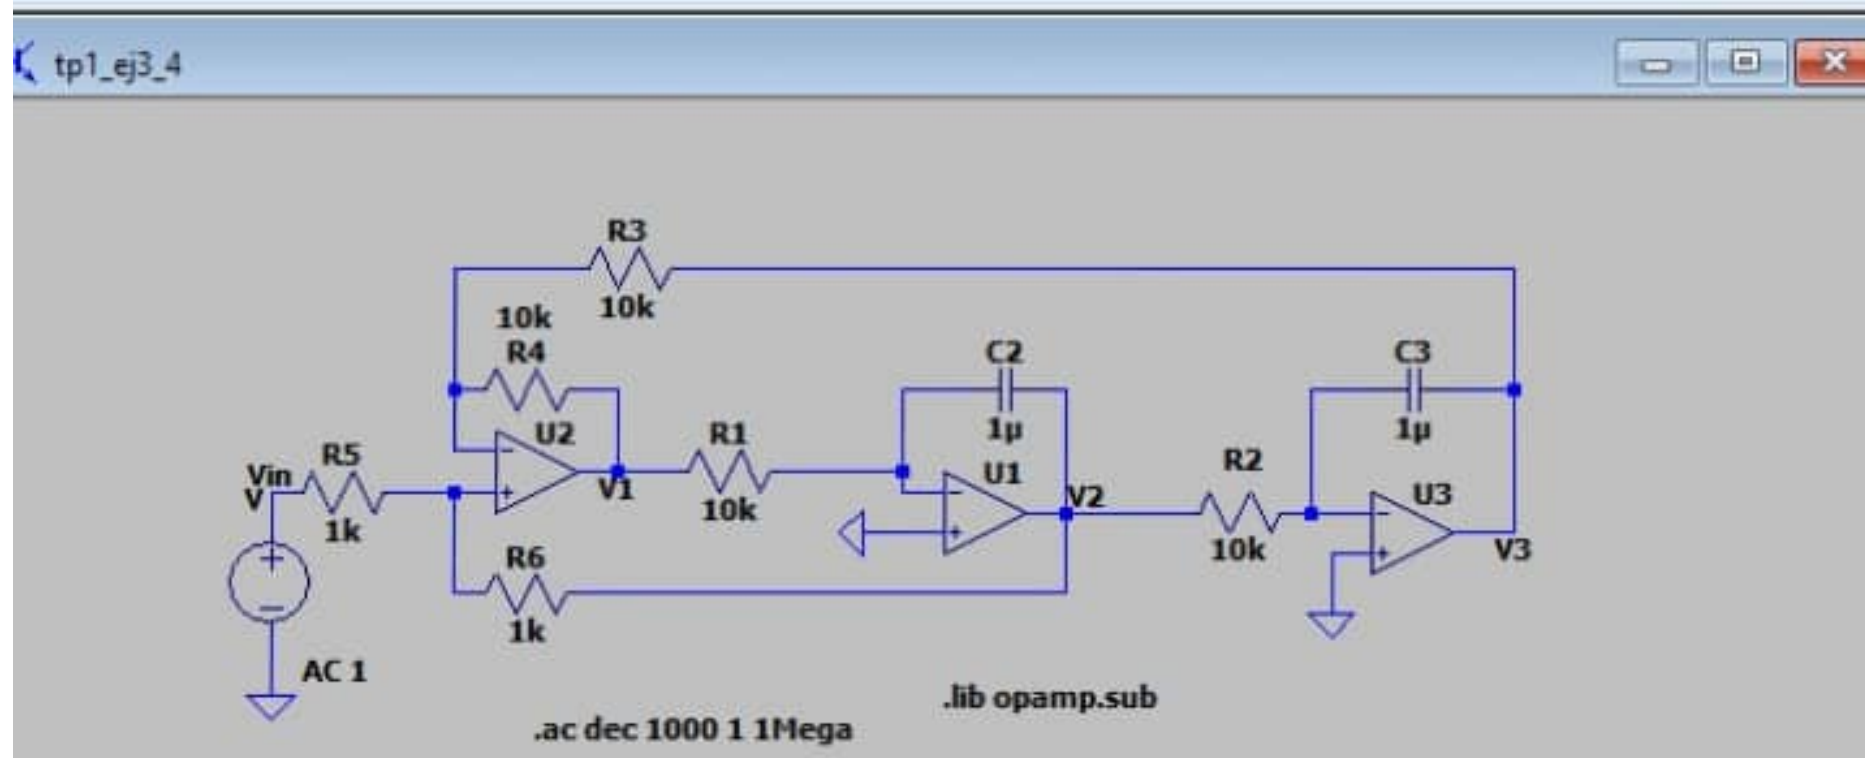 tp1_ej3_4
R3
10k
10k
R4
C2
1µ
C3
1µ
U2
R1
10k
U1
R2
10k
U3
Vin
V
R5
1k
V1
V2
V3
R6
1k
AC 1
.lib opamp.sub
.ac dec 1000 1 1Mega